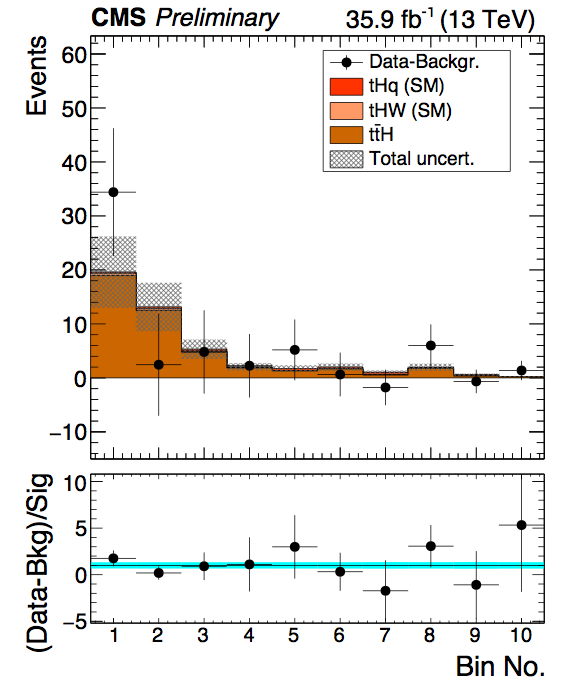 CMS Preliminary 35.9 fb⁻¹ (13 TeV)
Events
60
50
40
30
20
10
0
−10
Data-Backgr.
tHq (SM)
tHW (SM)
tt̄H
Total uncert.
(Data-Bkg)/Sig
10
5
0
−5
1 2 3 4 5 6 7 8 9 10
Bin No.